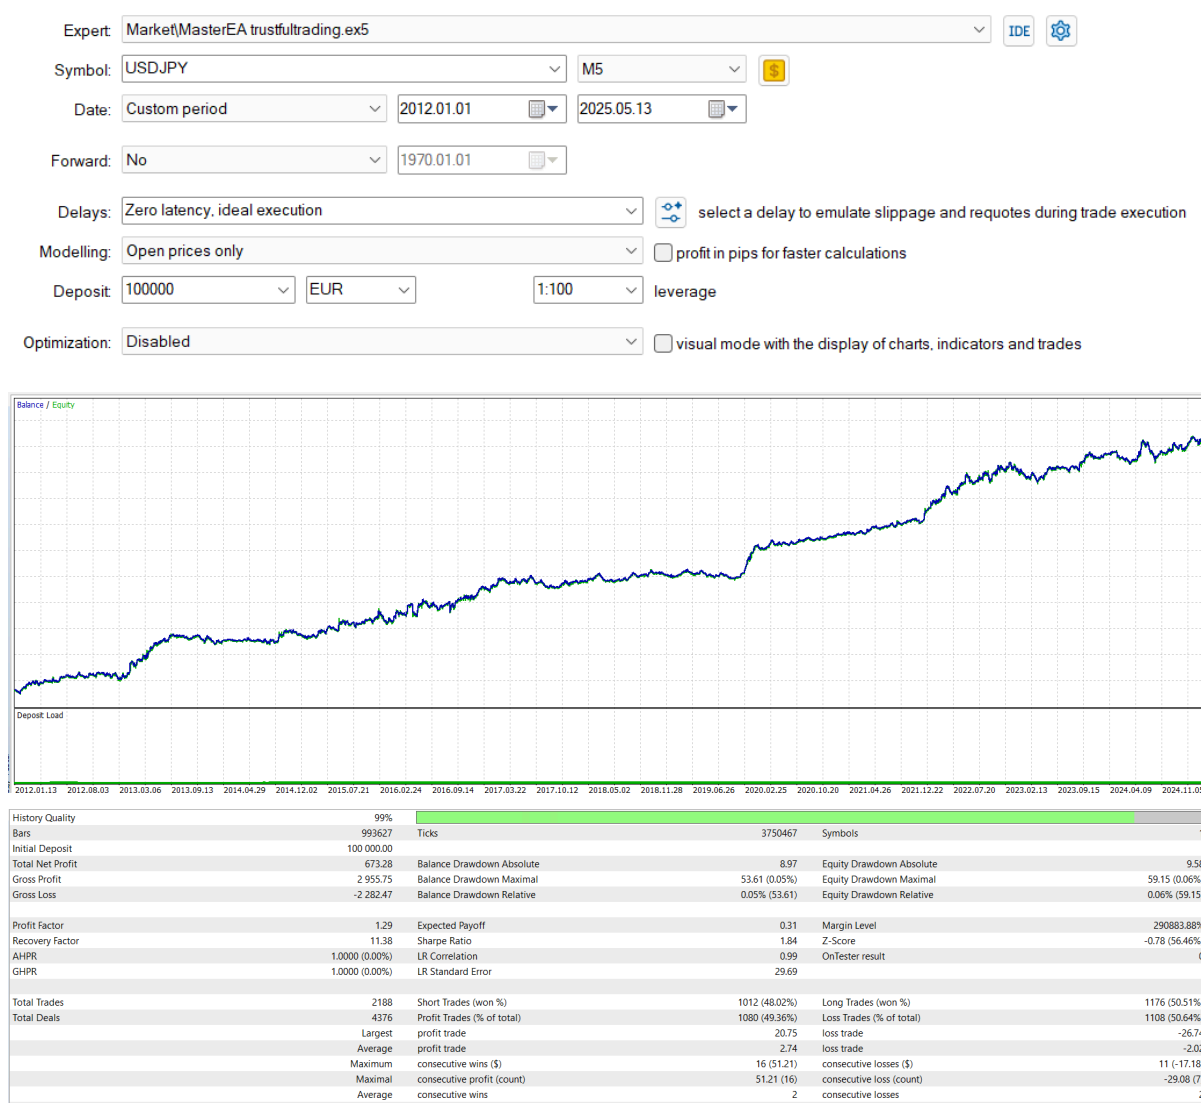 Expert: Market\MasterEA trustfultrading.ex5 IDE
Symbol: USDJPY M5 $
Date: Custom period 2012.01.01 2025.05.13
Forward: No 1970.01.01
Delays: Zero latency, ideal execution select a delay to emulate slippage and requotes during trade execution
Modelling: Open prices only profit in pips for faster calculations
Deposit: 100000 EUR 1:100 leverage
Optimization: Disabled visual mode with the display of charts, indicators and trades
Balance / Equity
Deposit Load
2012.01.13 2012.08.03 2013.03.06 2013.09.13 2014.04.29 2014.12.02 2015.07.21 2016.02.24 2016.09.14 2017.03.22 2017.10.12 2018.05.02 2018.11.28 2019.06.26 2020.02.25 2020.10.20 2021.04.26 2021.12.22 2022.07.20 2023.02.13 2023.09.15 2024.04.09 2024.11.05
History Quality 99%
Bars 993627 Ticks 3750467 Symbols 1
Initial Deposit 100 000.00
Total Net Profit 673.28 Balance Drawdown Absolute 8.97 Equity Drawdown Absolute 9.58
Gross Profit 2 955.75 Balance Drawdown Maximal 53.61 (0.05%) Equity Drawdown Maximal 59.15 (0.06%
Gross Loss -2 282.47 Balance Drawdown Relative 0.05% (53.61) Equity Drawdown Relative 0.06% (59.15
Profit Factor 1.29 Expected Payoff 0.31 Margin Level 290883.88%
Recovery Factor 11.38 Sharpe Ratio 1.84 Z-Score -0.78 (56.46%
AHPR 1.0000 (0.00%) LR Correlation 0.99 OnTester result 0
GHPR 1.0000 (0.00%) LR Standard Error 29.69
Total Trades 2188 Short Trades (won %) 1012 (48.02%) Long Trades (won %) 1176 (50.51%
Total Deals 4376 Profit Trades (% of total) 1080 (49.36%) Loss Trades (% of total) 1108 (50.64%
Largest profit trade 20.75 loss trade -26.74
Average profit trade 2.74 loss trade -2.02
Maximum consecutive wins ($) 16 (51.21) consecutive losses ($) 11 (-17.18
Maximal consecutive profit (count) 51.21 (16) consecutive loss (count) -29.08 (7
Average consecutive wins 2 consecutive losses 2